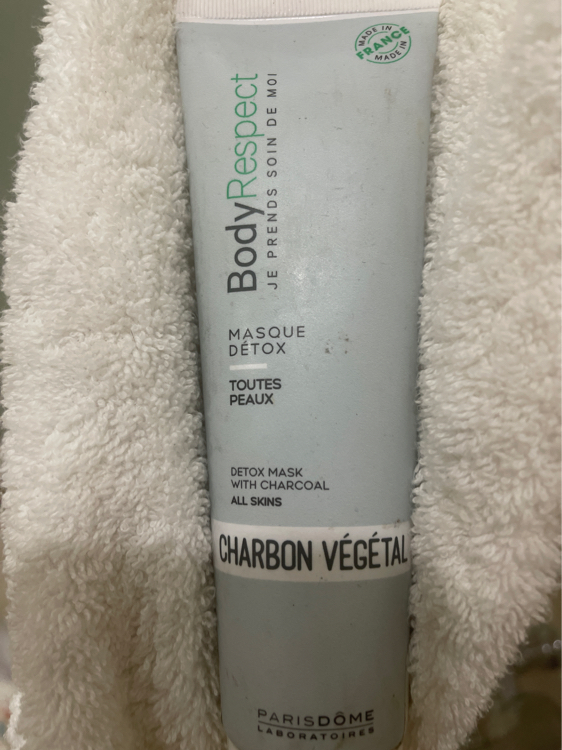 MADE IN
FRANCE
MADE IN
BodyRespect
JE PRENDS SOIN DE MOI
MASQUE
DÉTOX
TOUTES
PEAUX
DETOX MASK
WITH CHARCOAL
ALL SKINS
CHARBON VÉGÉTAL
PARISDÔME
LABORATOIRES